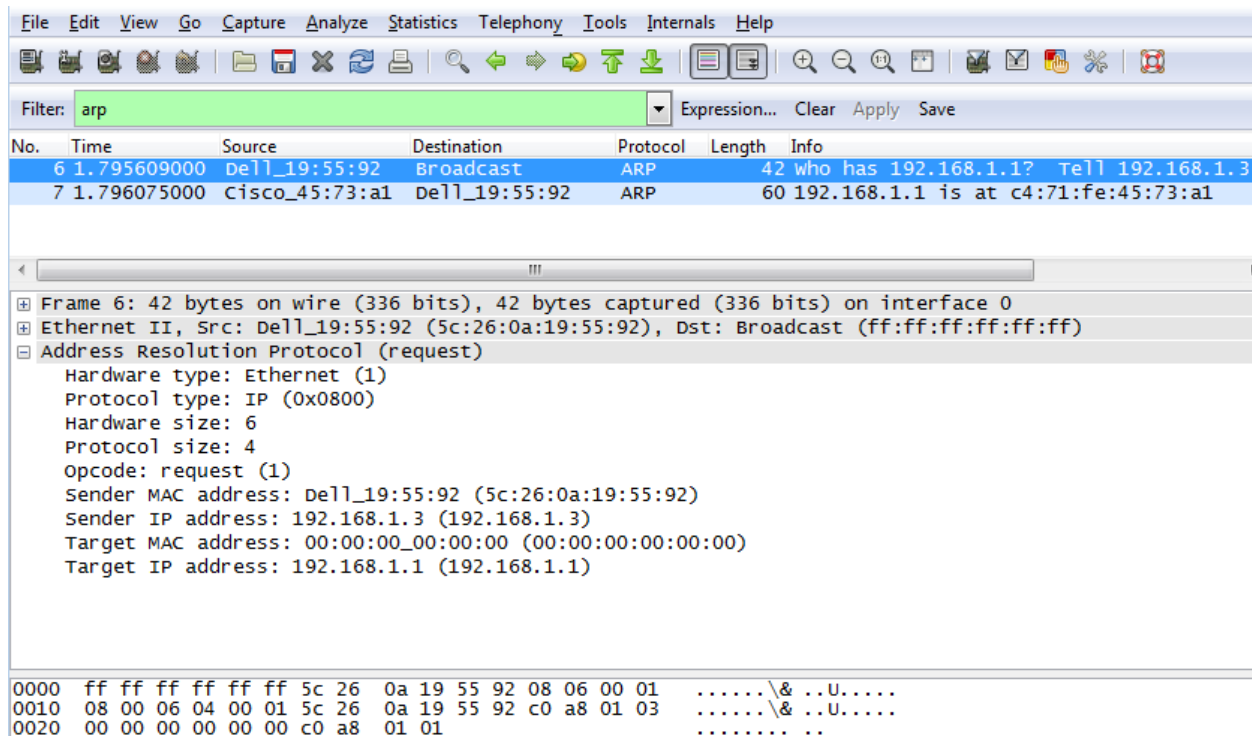 File Edit View Go Capture Analyze Statistics Telephony Tools Internals Help
Filter: arp Expression... Clear Apply Save
No. Time Source Destination Protocol Length Info
6 1.795609000 Dell_19:55:92 Broadcast ARP 42 Who has 192.168.1.1? Tell 192.168.1.3
7 1.796075000 Cisco_45:73:a1 Dell_19:55:92 ARP 60 192.168.1.1 is at c4:71:fe:45:73:a1
Frame 6: 42 bytes on wire (336 bits), 42 bytes captured (336 bits) on interface 0
Ethernet II, Src: Dell_19:55:92 (5c:26:0a:19:55:92), Dst: Broadcast (ff:ff:ff:ff:ff:ff)
Address Resolution Protocol (request)
Hardware type: Ethernet (1)
Protocol type: IP (0x0800)
Hardware size: 6
Protocol size: 4
Opcode: request (1)
Sender MAC address: Dell_19:55:92 (5c:26:0a:19:55:92)
Sender IP address: 192.168.1.3 (192.168.1.3)
Target MAC address: 00:00:00_00:00:00 (00:00:00:00:00:00)
Target IP address: 192.168.1.1 (192.168.1.1)
0000 ff ff ff ff ff ff 5c 26 0a 19 55 92 08 06 00 01 ......\& ..U.....
0010 08 00 06 04 00 01 5c 26 0a 19 55 92 c0 a8 01 03 ......\& ..U.....
0020 00 00 00 00 00 00 c0 a8 01 01 ........ ..